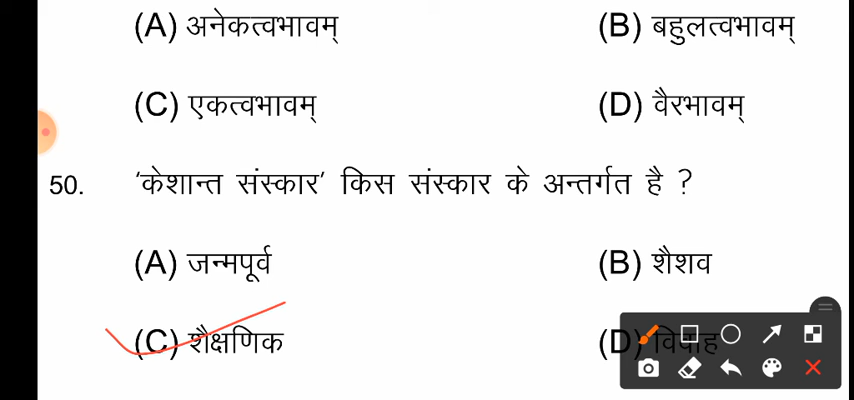 (A) अनेकत्वभावम् (B) बहुलत्वभावम्
(C) एकत्वभावम् (D) वैरभावम्
50. 'केशान्त संस्कार' किस संस्कार के अन्तर्गत है ?
(A) जन्मपूर्व (B) शैशव
(C) शैक्षणिक (D) विवाह